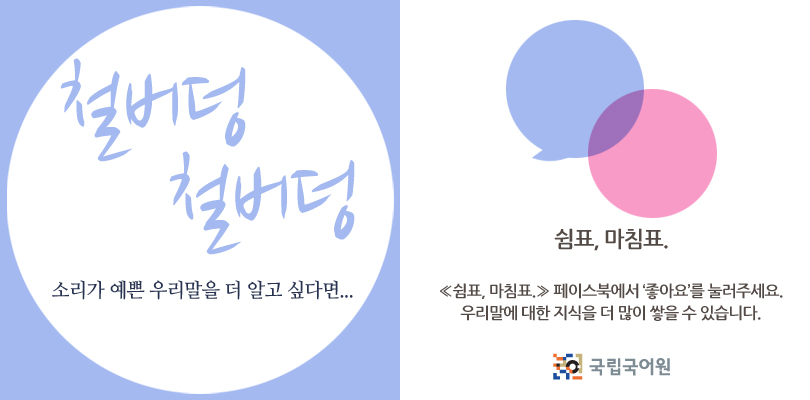 철버덩
철버덩
소리가 예쁜 우리말을 더 알고 싶다면...
쉼표, 마침표.
≪쉼표, 마침표.≫ 페이스북에서 '좋아요'를 눌러주세요.
우리말에 대한 지식을 더 많이 쌓을 수 있습니다.
국립국어원